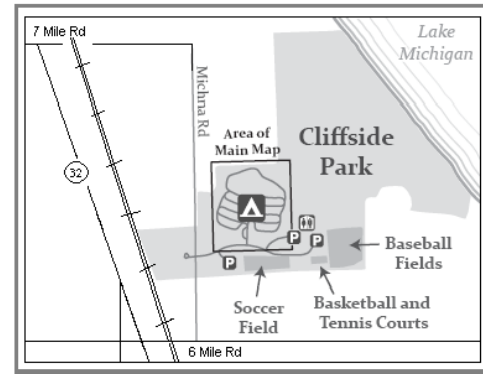 7 Mile Rd
Lake
Michigan
Michna Rd
Area of
Main Map
Cliffside
Park
32
P
P
P
Baseball
Fields
Soccer
Field
Basketball and
Tennis Courts
6 Mile Rd